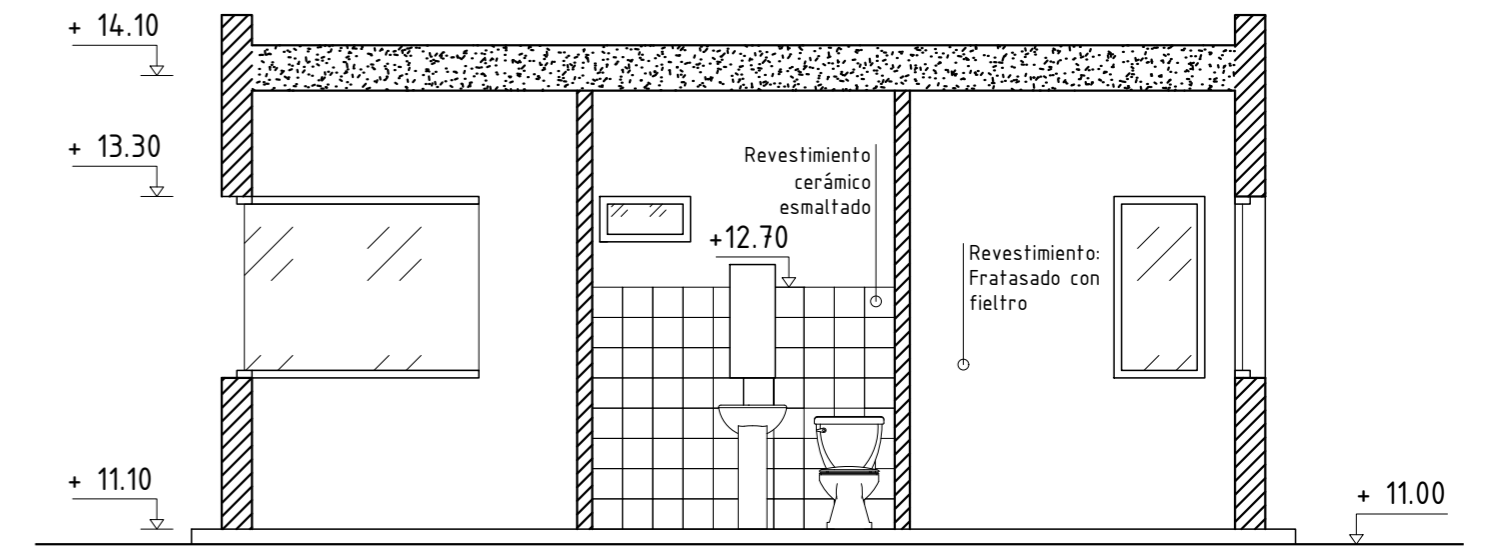 + 14.10
+ 13.30
Revestimiento
cerámico
esmaltado
+12.70
Revestimiento:
Fratasado con
fieltro
+ 11.10
+ 11.00